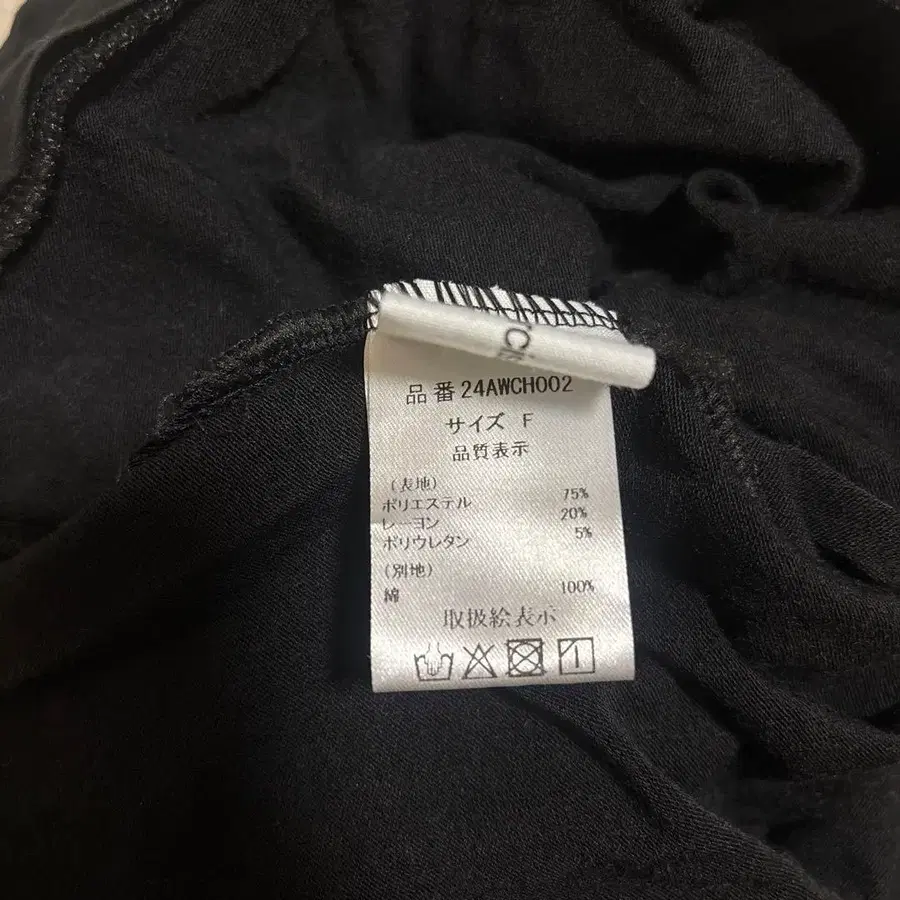 品番 24AWCH002
サイズ F
品質表示
(表地)
ポリエステル 75%
レーヨン 20%
ポリウレタン 5%
(別地)
綿 100%
取扱絵表示